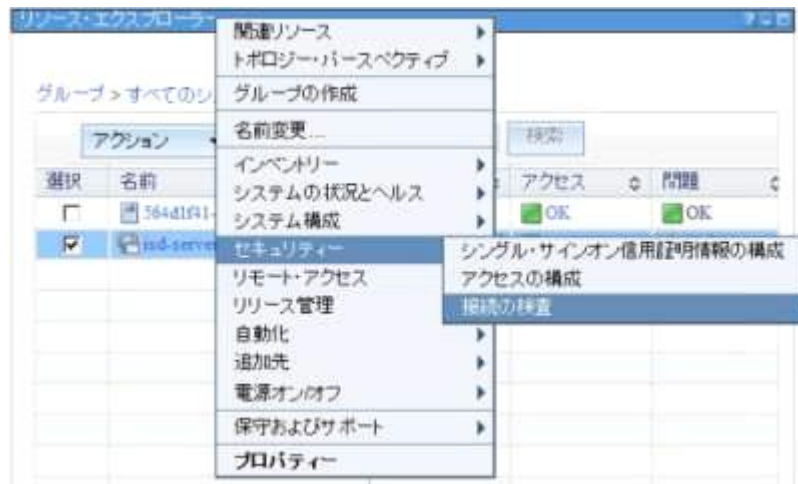 リソース・エクスプローラー
グループ > すべてのシ
アクション
検索
選択 名前 アクセス 問題
564d1f41- OK OK
isd-server
関連リソース
トポロジー・パースペクティブ
グループの作成
名前変更...
インベントリー
システムの状況とヘルス
システム構成
セキュリティー
リモート・アクセス
リリース管理
自動化
追加先
電源オン/オフ
保守およびサポート
プロパティー
シングル・サインオン信用証明情報の構成
アクセスの構成
接続の検査